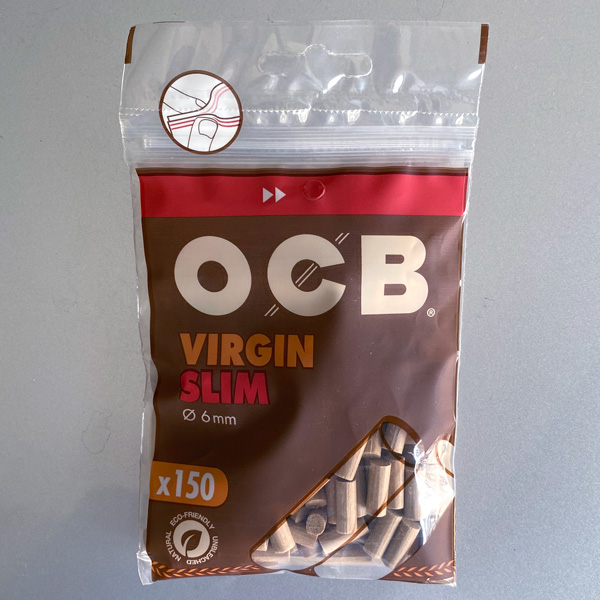 OCB®
VIRGIN
SLIM
Ø 6mm
x150
NATURAL ECO-FRIENDLY UNBLEACHED